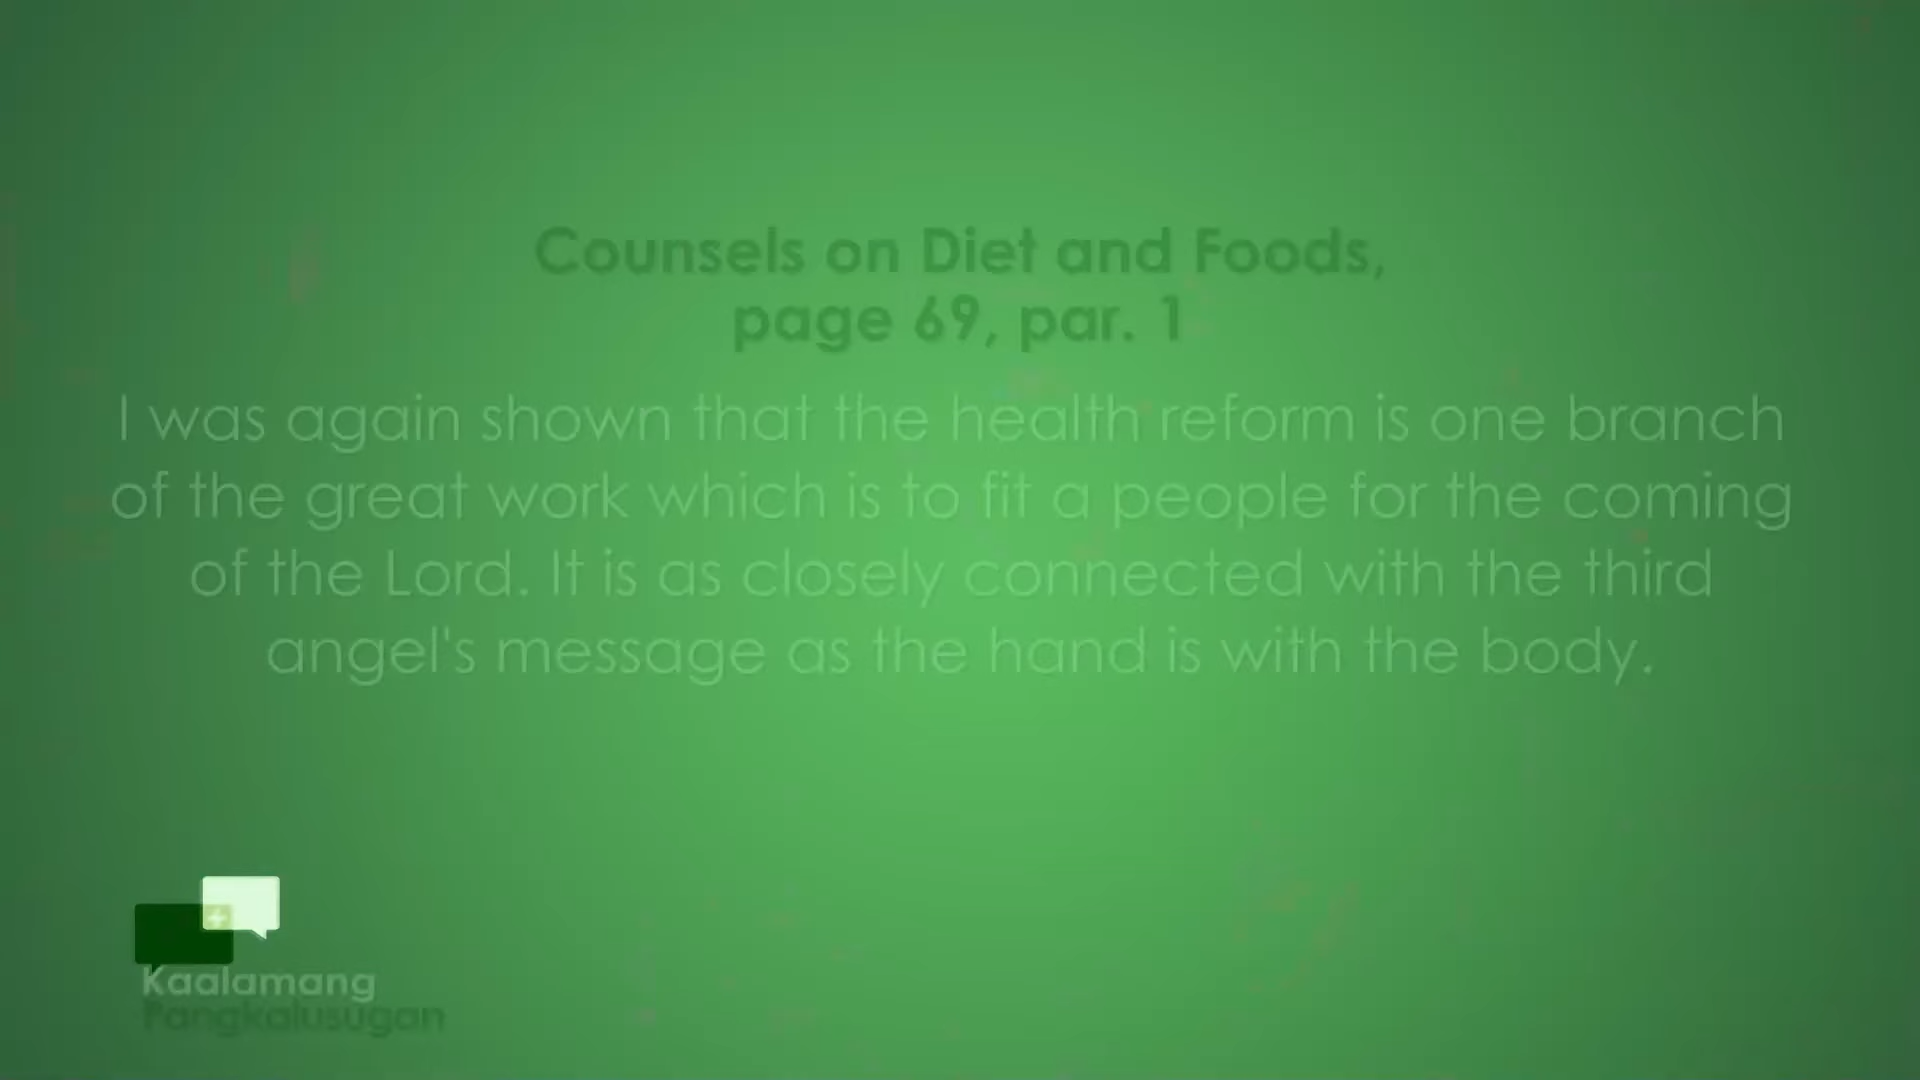 Counsels on Diet and Foods,
page 69, par. 1
I was again shown that the health reform is one branch
of the great work which is to fit a people for the coming
of the Lord. It is as closely connected with the third
angel's message as the hand is with the body.
Kaalamang
Pangkalusugan